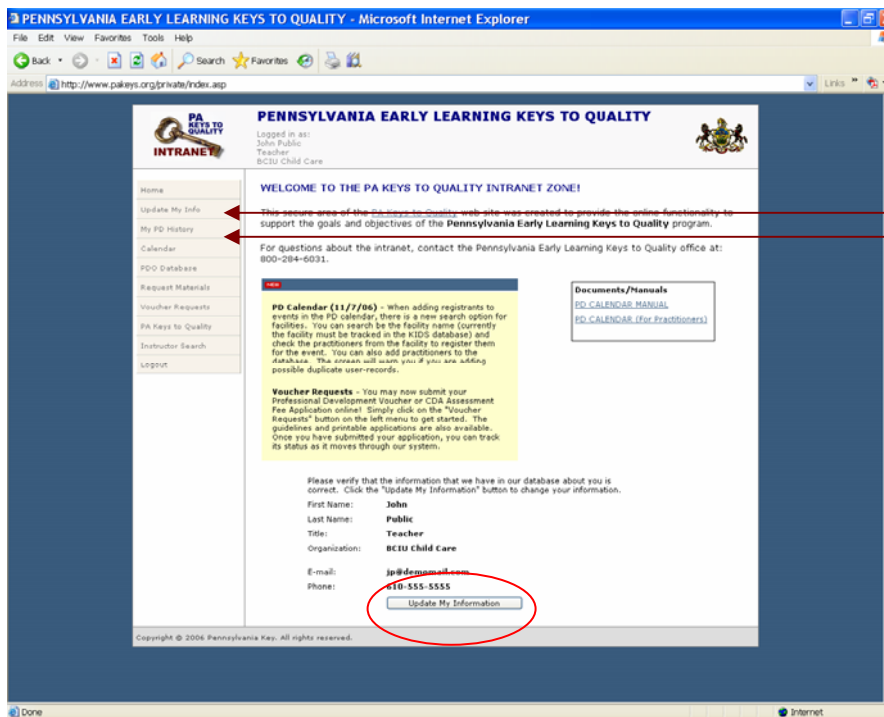 PENNSYLVANIA EARLY LEARNING KEYS TO QUALITY - Microsoft Internet Explorer
File Edit View Favorites Tools Help
Back Search Favorites
Address http://www.pakeys.org/private/index.asp Links
PA
KEYS TO
QUALITY
INTRANET
PENNSYLVANIA EARLY LEARNING KEYS TO QUALITY
Logged in as:
John Public
Teacher
BCIU Child Care
Home
Update My Info
My PD History
Calendar
PDO Database
Request Materials
Voucher Requests
PA Keys to Quality
Instructor Search
Logout
WELCOME TO THE PA KEYS TO QUALITY INTRANET ZONE!
This secure area of the PA Keys to Quality web site was created to provide the online functionality to
support the goals and objectives of the Pennsylvania Early Learning Keys to Quality program.
For questions about the intranet, contact the Pennsylvania Early Learning Keys to Quality office at:
800-284-6031.
NEW
PD Calendar (11/7/06) - When adding registrants to
events in the PD calendar, there is a new search option for
facilities. You can search be the facility name (currently
the facility must be tracked in the KIDS database) and
check the practitioners from the facility to register them
for the event. You can also add practitioners to the
database. The screen will warn you if you are adding
possible duplicate user-records.
Voucher Requests - You may now submit your
Professional Development Voucher or CDA Assessment
Fee Application online! Simply click on the "Voucher
Requests" button on the left menu to get started. The
guidelines and printable applications are also available.
Once you have submitted your application, you can track
its status as it moves through our system.
Documents/Manuals
PD CALENDAR MANUAL
PD CALENDAR (For Practitioners)
Please verify that the information that we have in our database about you is
correct. Click the "Update My Information" button to change your information.
First Name: John
Last Name: Public
Title: Teacher
Organization: BCIU Child Care
E-mail: jp@demomail.com
Phone: 610-555-5555
Update My Information
Copyright © 2006 Pennsylvania Key. All rights reserved.
Done Internet